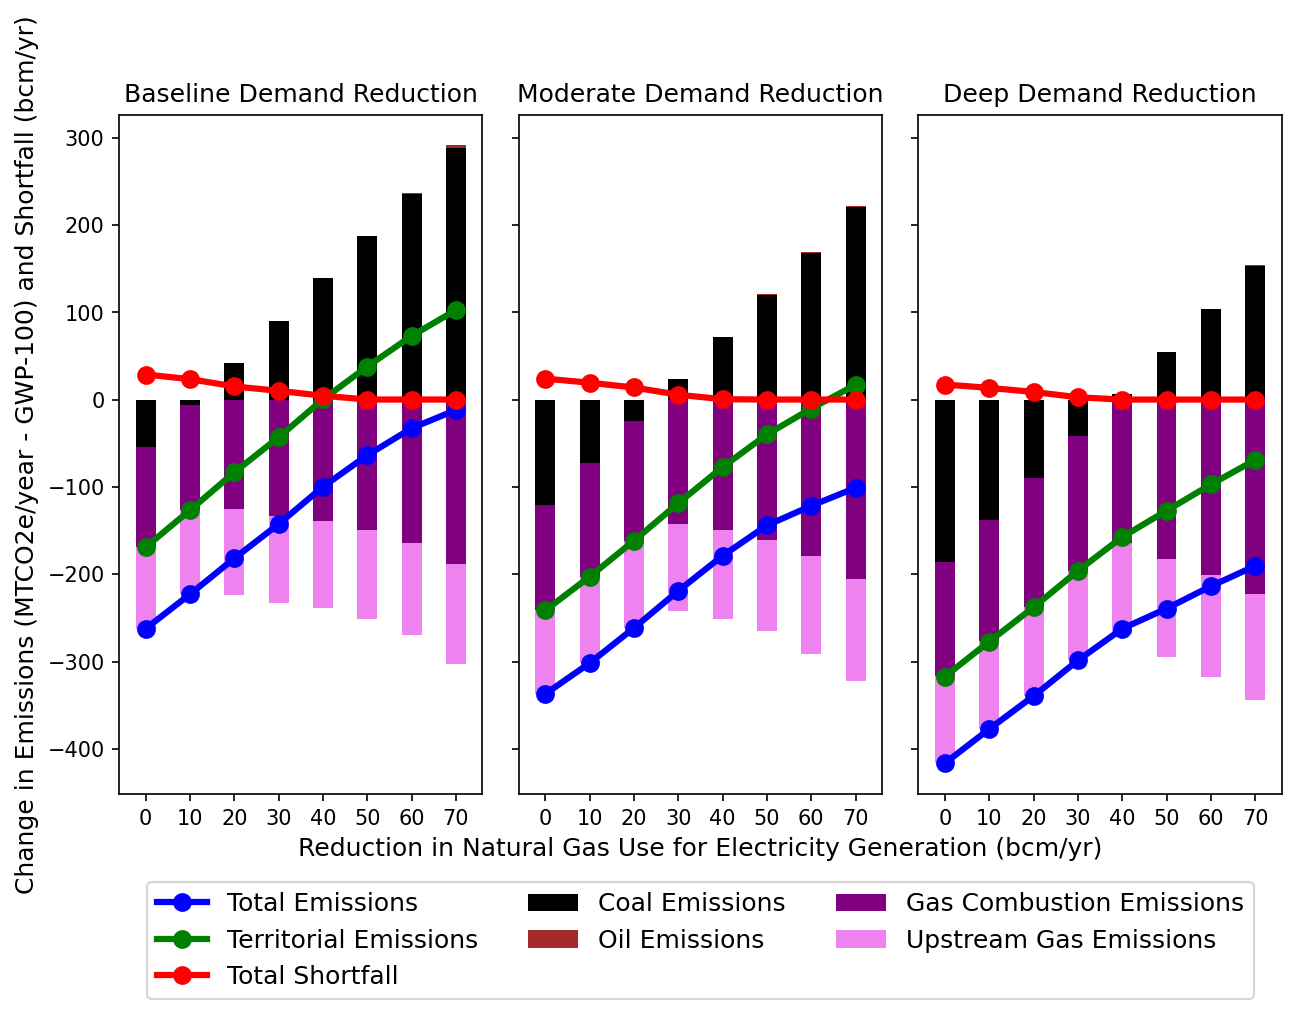 Change in Emissions (MTCO2e/year - GWP-100) and Shortfall (bcm/yr)
Baseline Demand Reduction
Moderate Demand Reduction
Deep Demand Reduction
300
200
100
0
−100
−200
−300
−400
0 10 20 30 40 50 60 70
0 10 20 30 40 50 60 70
0 10 20 30 40 50 60 70
Reduction in Natural Gas Use for Electricity Generation (bcm/yr)
Total Emissions
Territorial Emissions
Total Shortfall
Coal Emissions
Oil Emissions
Gas Combustion Emissions
Upstream Gas Emissions